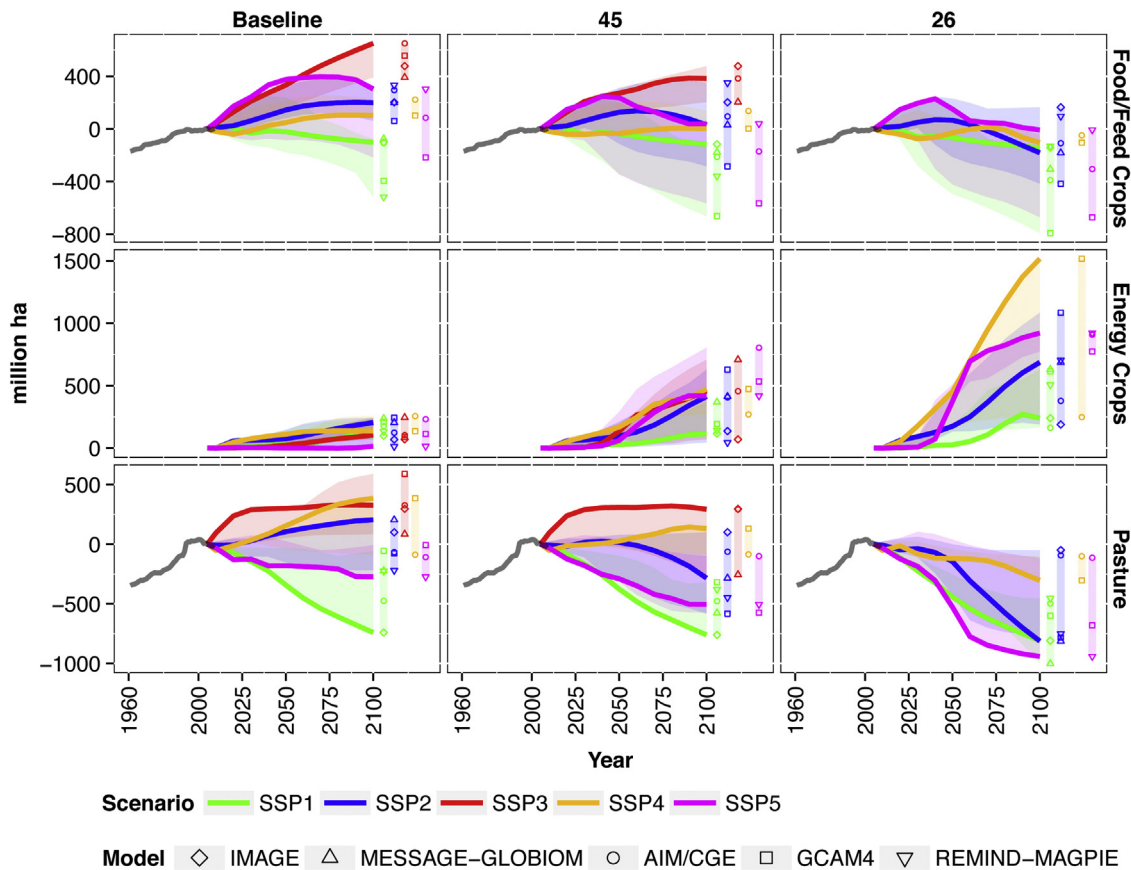 Baseline 45 26
million ha
400
0
−400
−800
Food/Feed Crops
1500
1000
500
0
Energy Crops
500
0
−500
−1000
Pasture
1960 2000 2025 2050 2075 2100 1960 2000 2025 2050 2075 2100 1960 2000 2025 2050 2075 2100
Year
Scenario SSP1 SSP2 SSP3 SSP4 SSP5
Model IMAGE MESSAGE−GLOBIOM AIM/CGE GCAM4 REMIND−MAGPIE